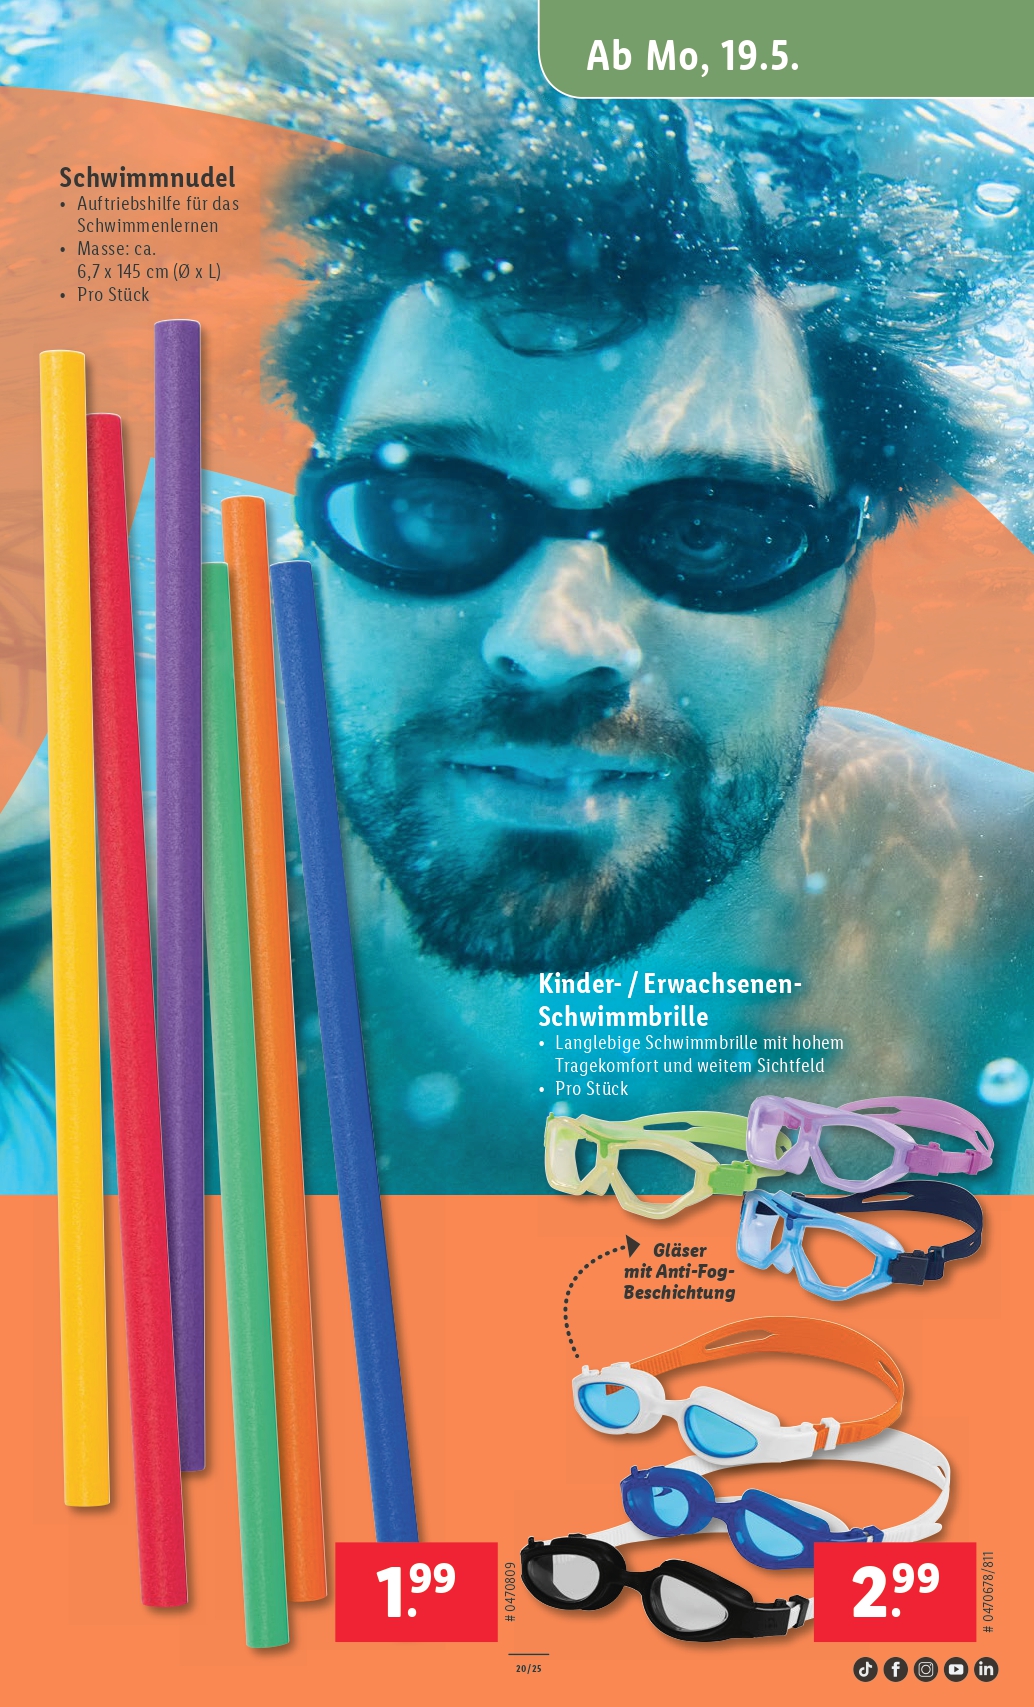 Ab Mo, 19.5.
Schwimmnudel
• Auftriebshilfe für das
Schwimmenlernen
• Masse: ca.
6,7 x 145 cm (Ø x L)
• Pro Stück
Kinder- / Erwachsenen-
Schwimmbrille
• Langlebige Schwimmbrille mit hohem
Tragekomfort und weitem Sichtfeld
• Pro Stück
Gläser
mit Anti-Fog-
Beschichtung
1.99
# 0470809
2.99
# 0470678/811
20/25